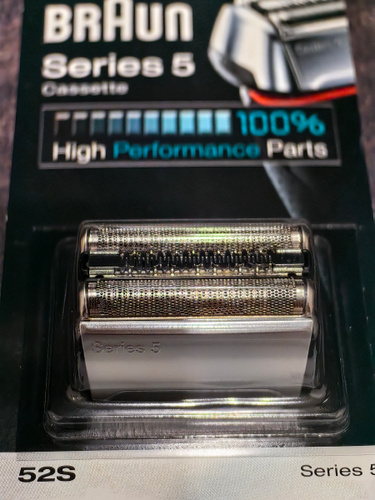 BRAUN
Series 5
Cassette
100%
High Performance Parts
Series 5
52S
Series 5